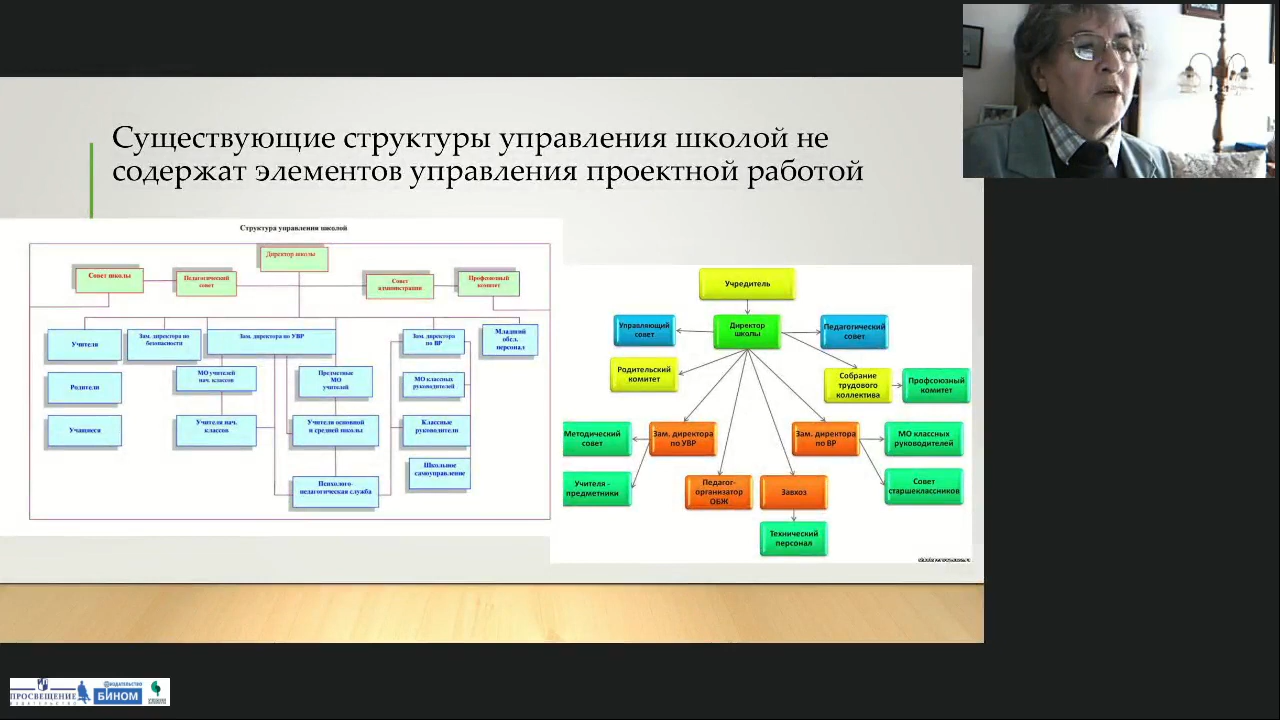 Существующие структуры управления школой не
содержат элементов управления проектной работой
Структура управления школой
Директор школы
Совет школы
Педагогический
совет
Совет
администрации
Профсоюзный
комитет
Учителя
Зам. директора по
безопасности
Зам. директора по УВР
Зам. директора
по ВР
Младший
обсл.
персонал
Родители
МО учителей
нач. классов
Предметные
МО
учителей
МО классных
руководителей
Учащиеся
Учителя нач.
классов
Учителя основной
и средней школы
Классные
руководители
Школьное
самоуправление
Психолого-
педагогическая служба
Учредитель
Управляющий
совет
Директор
школы
Педагогический
совет
Родительский
комитет
Собрание
трудового
коллектива
Профсоюзный
комитет
Методический
совет
Зам. директора
по УВР
Зам. директора
по ВР
МО классных
руководителей
Учителя -
предметники
Педагог-
организатор
ОБЖ
Завхоз
Совет
старшеклассников
Технический
персонал
ПРОСВЕЩЕНИЕ
ИЗДАТЕЛЬСТВО
ИЗДАТЕЛЬСТВО
БИНОМ